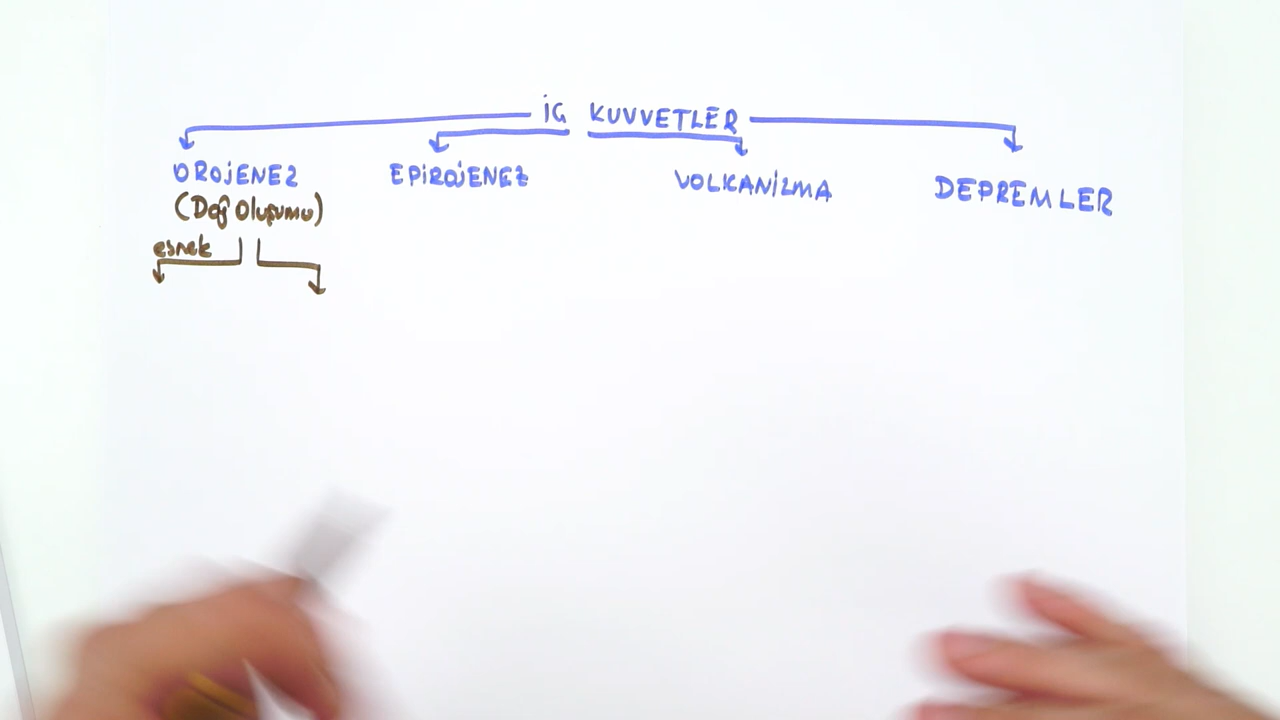 İÇ KUVVETLER
OROJENEZ EPİROJENEZ VOLKANİZMA DEPREMLER
(Dağ Oluşumu)
esnek